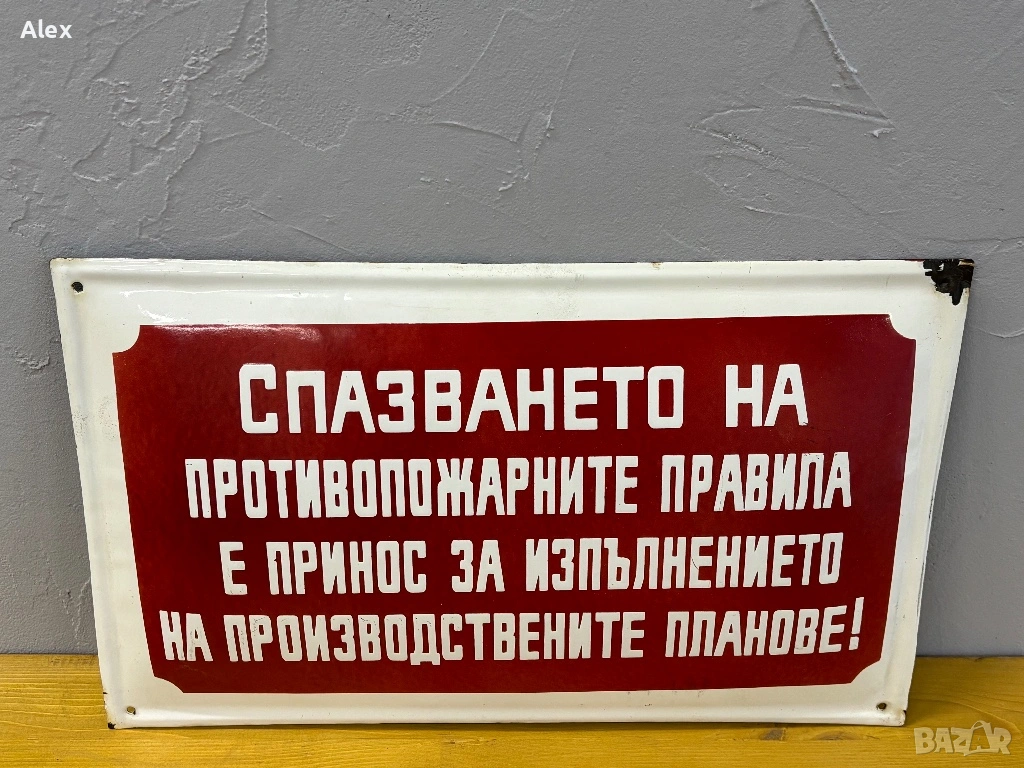 Alex
СПАЗВАНЕТО НА
ПРОТИВОПОЖАРНИТЕ ПРАВИЛА
Е ПРИНОС ЗА ИЗПЪЛНЕНИЕТО
НА ПРОИЗВОДСТВЕНИТЕ ПЛАНОВЕ!
BAZAR